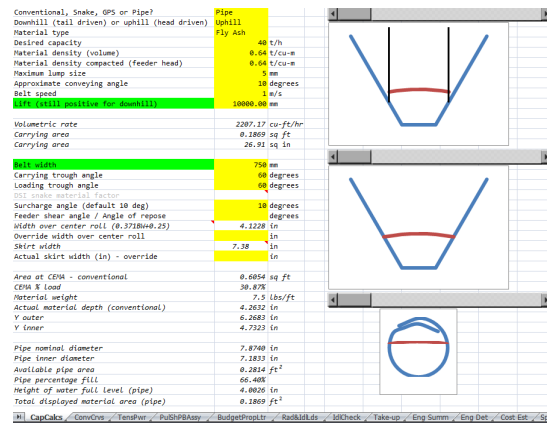 Conventional, Snake, GPS or Pipe? Pipe
Downhill (tail driven) or uphill (head driven) Uphill
Material type Fly Ash
Desired capacity 40 t/h
Material density (volume) 0.64 t/cu-m
Material density compacted (feeder head) 0.64 t/cu-m
Maximum lump size 5 mm
Approximate conveying angle 10 degrees
Belt speed 1 m/s
Lift (still positive for downhill) 10000.00 mm
Volumetric rate 2207.17 cu-ft/hr
Carrying area 0.1869 sq ft
Carrying area 26.91 sq in
Belt width 750 mm
Carrying trough angle 60 degrees
Loading trough angle 60 degrees
DSI snake material factor
Surcharge angle (default 10 deg) 10 degrees
Feeder shear angle / Angle of repose degrees
Width over center roll (0.371BW+0.25) 4.1228 in
Override width over center roll in
Skirt width 7.38 in
Actual skirt width (in) - override in
Area at CEMA - conventional 0.6054 sq ft
CEMA % Load 30.87%
Material weight 7.5 lbs/ft
Actual material depth (conventional) 4.2632 in
Y outer 6.2683 in
Y inner 4.7323 in
Pipe nominal diameter 7.8740 in
Pipe inner diameter 7.1833 in
Available pipe area 0.2814 ft²
Pipe percentage fill 66.40%
Height of water full level (pipe) 4.0026 in
Total displayed material area (pipe) 0.1869 ft²
CapCalcs ConvCrvs TensPwr PulShPBAssy BudgetPropLtr Rad&IdlLds IdlCheck Take-up Eng Summ Eng Det Cost Est Sp